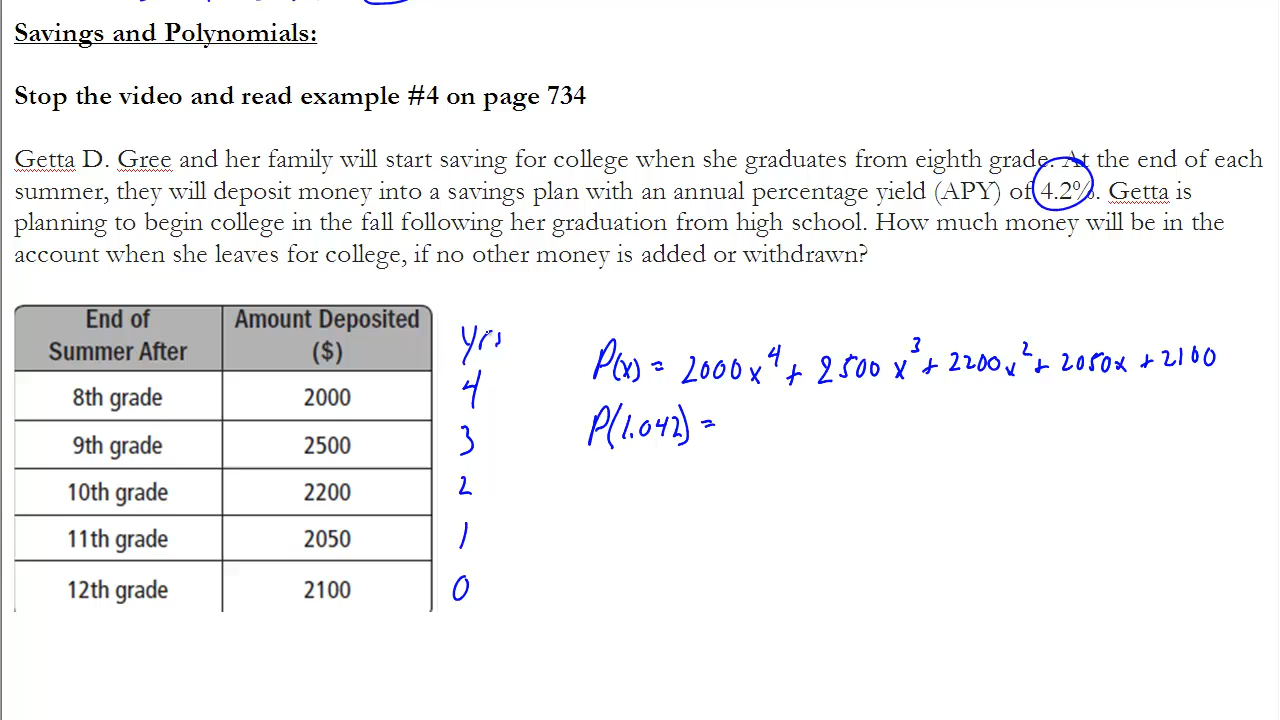 Savings and Polynomials:
Stop the video and read example #4 on page 734
Getta D. Gree and her family will start saving for college when she graduates from eighth grade. At the end of each
summer, they will deposit money into a savings plan with an annual percentage yield (APY) of 4.2%. Getta is
planning to begin college in the fall following her graduation from high school. How much money will be in the
account when she leaves for college, if no other money is added or withdrawn?
End of Summer After | Amount Deposited ($) | yrs
8th grade | 2000 | 4
9th grade | 2500 | 3
10th grade | 2200 | 2
11th grade | 2050 | 1
12th grade | 2100 | 0
P(x) = 2000x⁴ + 2500x³ + 2200x² + 2050x + 2100
P(1.042) =